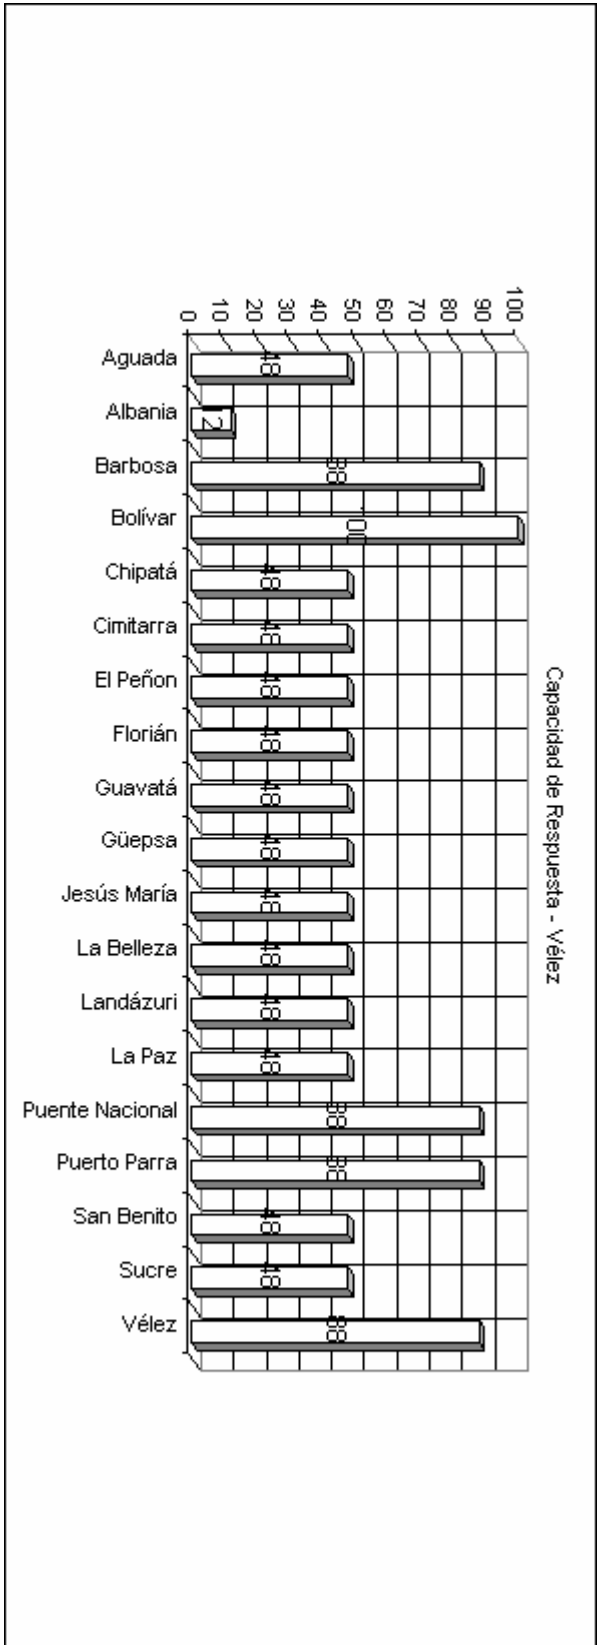 Capacidad de Respuesta - Vélez
100
90
80
70
60
50
40
30
20
10
0
Aguada
48
Albania
12
Barbosa
88
Bolívar
100
Chipatá
48
Cimitarra
48
El Peñon
48
Florián
48
Guavatá
48
Güepsa
48
Jesús María
48
La Belleza
48
Landázuri
48
La Paz
48
Puente Nacional
88
Puerto Parra
88
San Benito
48
Sucre
48
Vélez
88